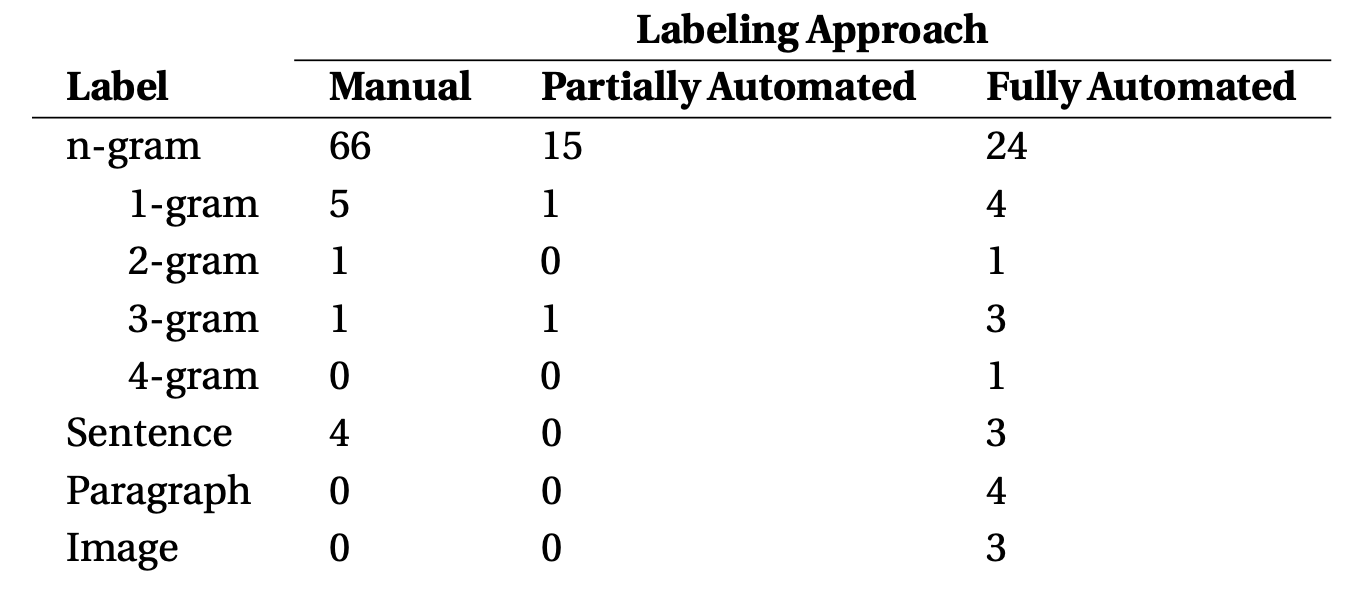 Labeling Approach
Label Manual Partially Automated Fully Automated
n-gram 66 15 24
1-gram 5 1 4
2-gram 1 0 1
3-gram 1 1 3
4-gram 0 0 1
Sentence 4 0 3
Paragraph 0 0 4
Image 0 0 3